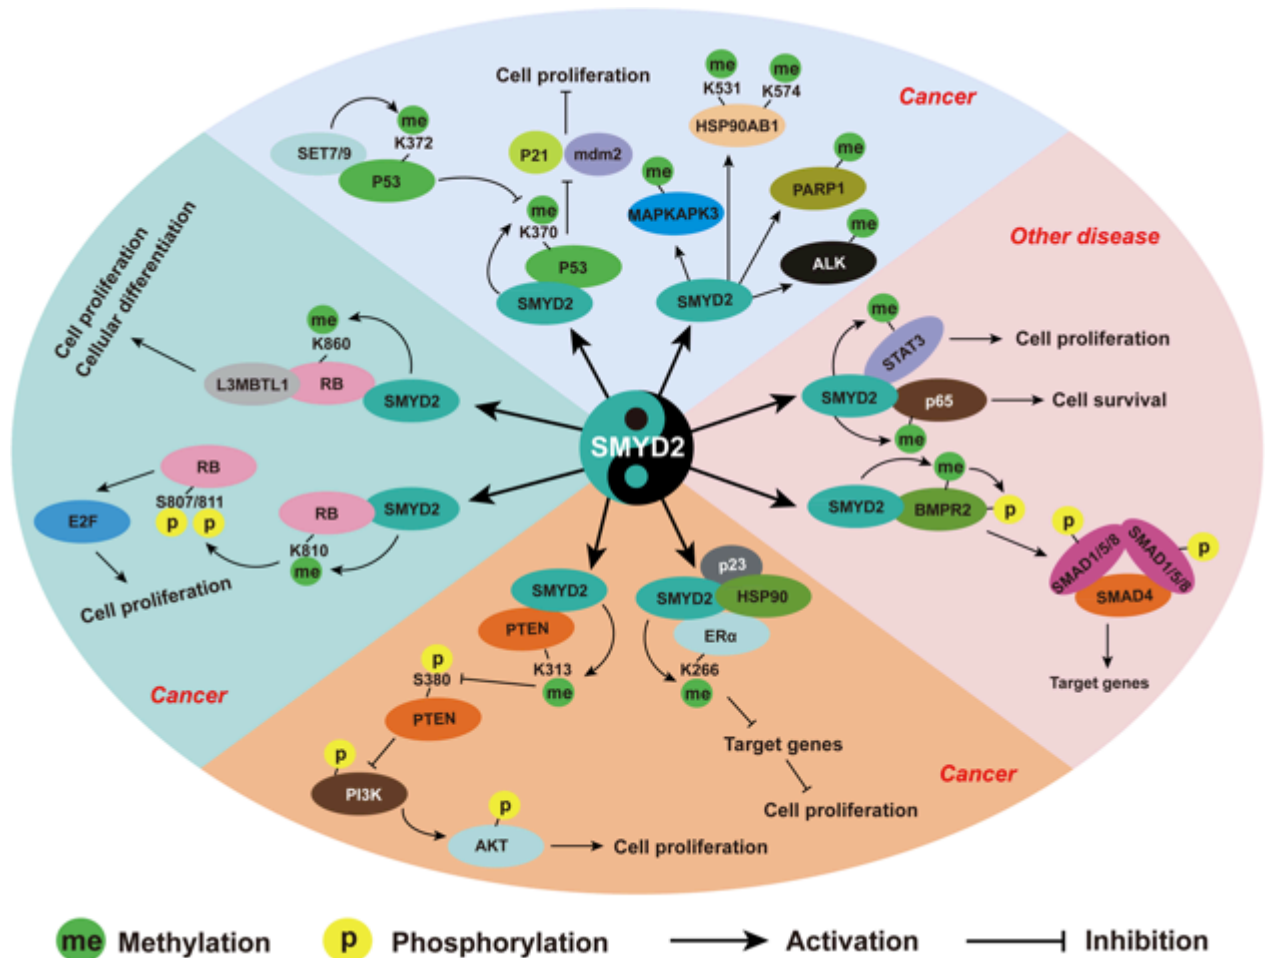 Cancer
me
me
K531
K574
HSP90AB1
Cell proliferation
me
K372
SET7/9
P53
P21
mdm2
me
PARP1
me
MAPKAPK3
me
K370
P53
SMYD2
me
ALK
SMYD2
Other disease
me
STAT3
Cell proliferation
SMYD2
p65
Cell survival
me
me
SMYD2
BMPR2
p
p
SMAD1/5/8
SMAD1/5/8
p
SMAD4
Target genes
Cell proliferation
Cellular differentiation
me
K860
L3MBTL1
RB
SMYD2
SMYD2
RB
S807/811
p
p
E2F
RB
SMYD2
K810
me
Cell proliferation
Cancer
SMYD2
PTEN
K313
me
p
S380
PTEN
p
PI3K
p
AKT
Cell proliferation
p23
SMYD2
HSP90
ERα
K266
me
Target genes
Cell proliferation
Cancer
me Methylation
p Phosphorylation
Activation
Inhibition